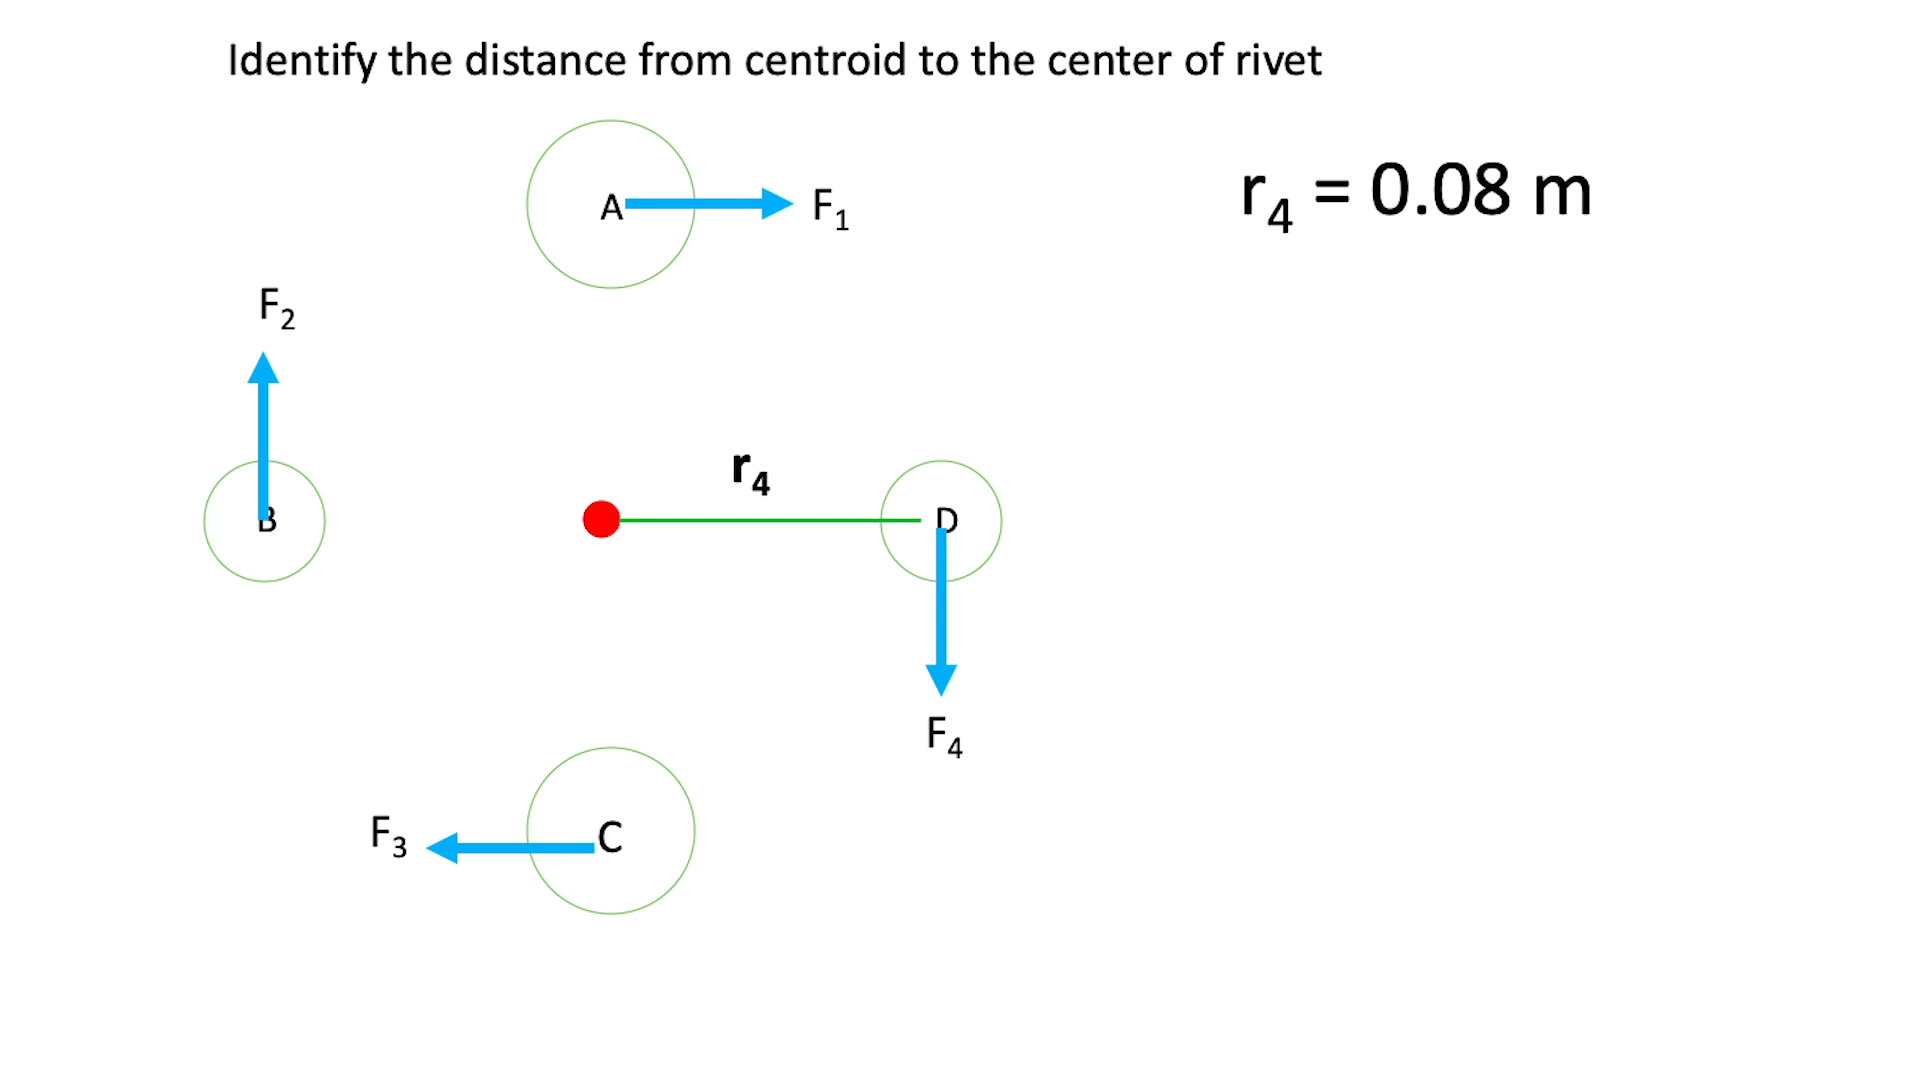 Identify the distance from centroid to the center of rivet
A
F₁
r₄ = 0.08 m
F₂
r₄
B
D
F₄
F₃
C